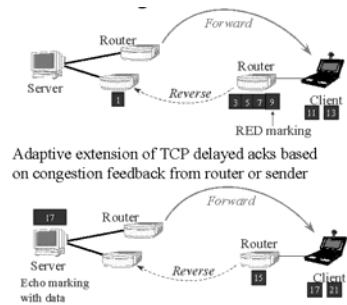 Forward
Router
Router
Server
Reverse
1
3 5 7 9
Client
11 13
RED marking
Adaptive extension of TCP delayed acks based
on congestion feedback from router or sender
Forward
17
Router
Router
Server
Reverse
15
Client
17 21
Echo marking
with data